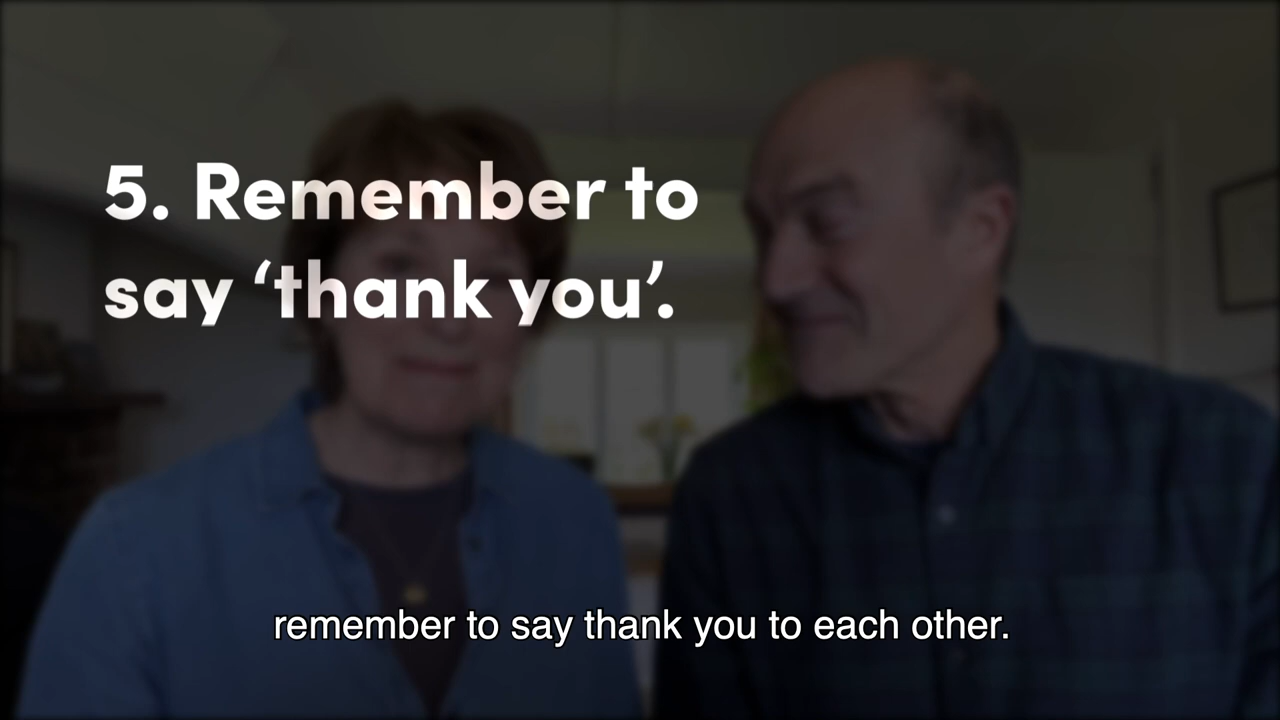 5. Remember to
say ‘thank you’.
remember to say thank you to each other.